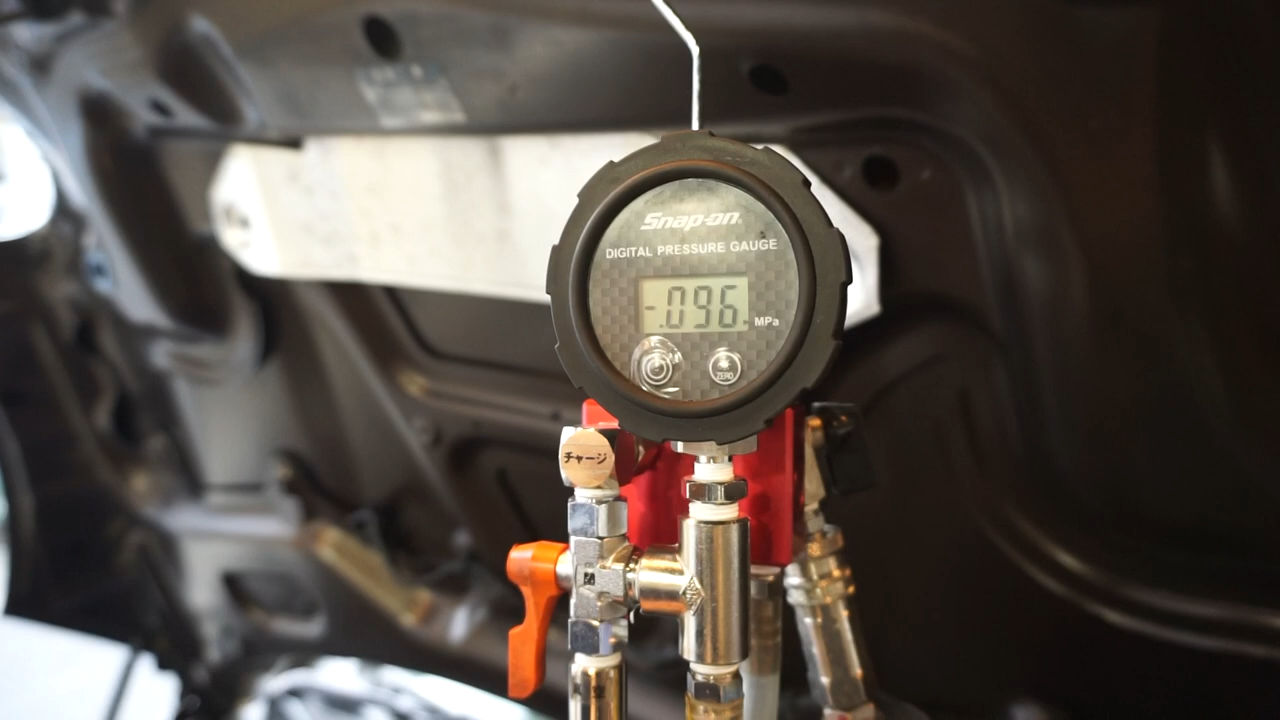 Snap-on
DIGITAL PRESSURE GAUGE
-.096
MPa
ZERO
チャージ